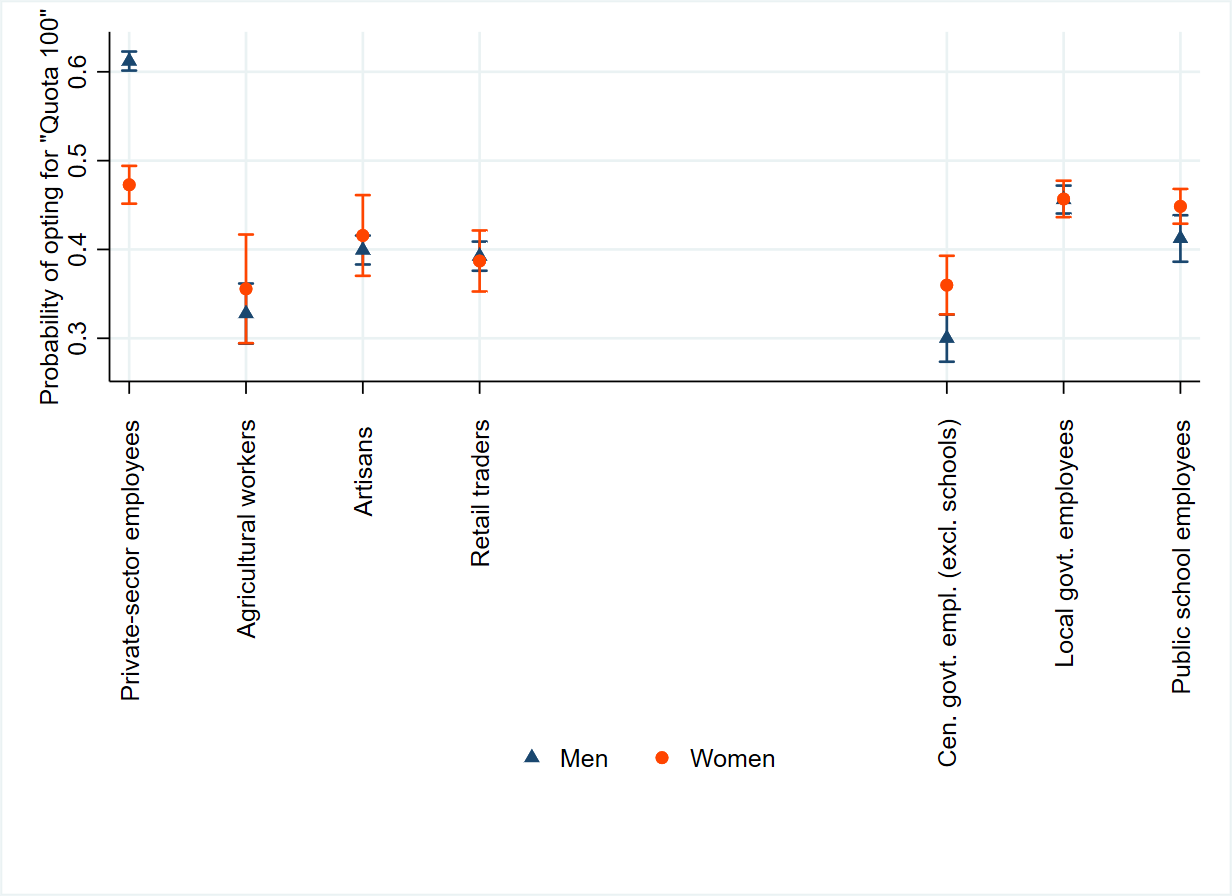 Probability of opting for "Quota 100"
0.6
0.5
0.4
0.3
Private-sector employees
Agricultural workers
Artisans
Retail traders
Cen. govt. empl. (excl. schools)
Local govt. employees
Public school employees
Men
Women